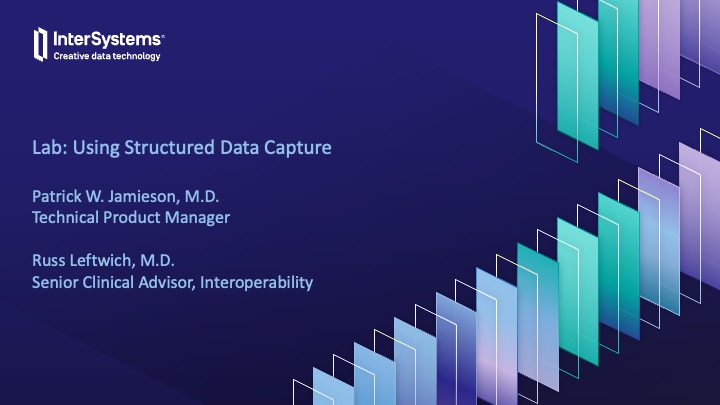 InterSystems
Creative data technology
Lab: Using Structured Data Capture
Patrick W. Jamieson, M.D.
Technical Product Manager
Russ Leftwich, M.D.
Senior Clinical Advisor, Interoperability